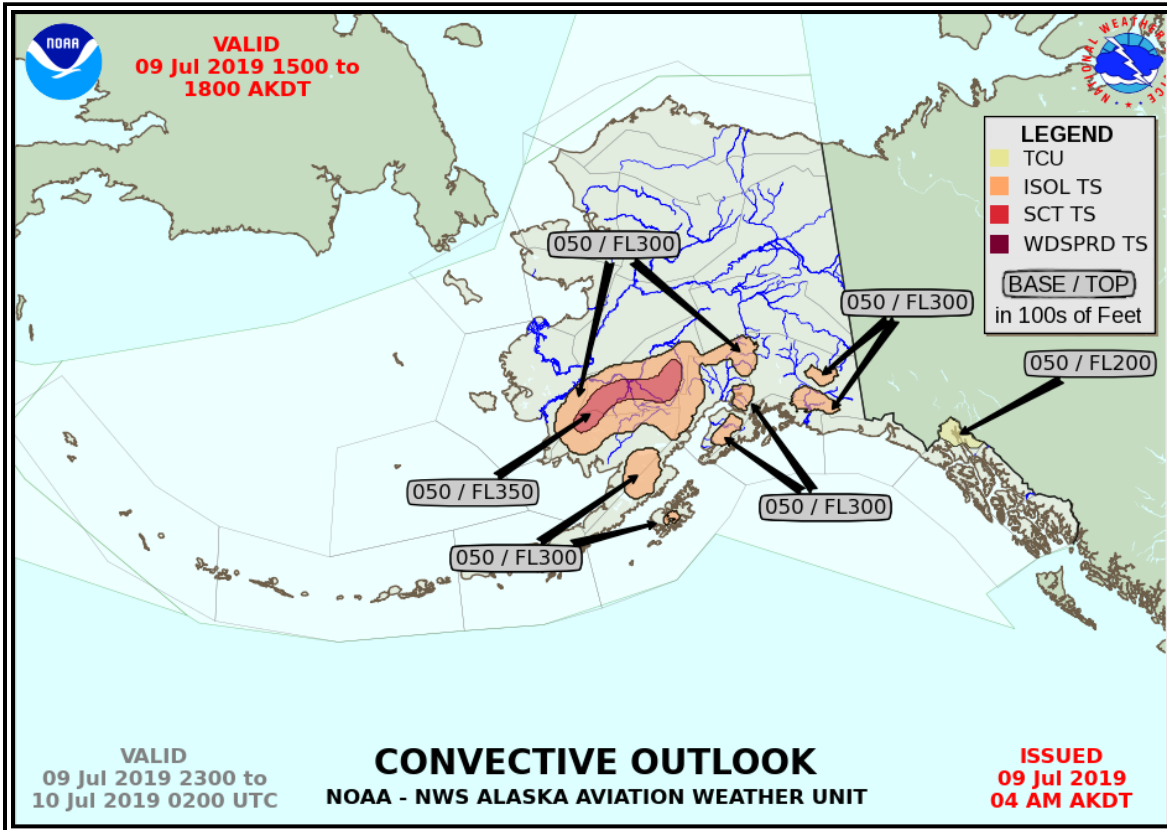 NOAA
VALID
09 Jul 2019 1500 to
1800 AKDT
NATIONAL WEATHER SERVICE
LEGEND
TCU
ISOL TS
SCT TS
WDSPRD TS
BASE / TOP
in 100s of Feet
050 / FL300
050 / FL300
050 / FL200
050 / FL350
050 / FL300
050 / FL300
VALID
09 Jul 2019 2300 to
10 Jul 2019 0200 UTC
CONVECTIVE OUTLOOK
NOAA - NWS ALASKA AVIATION WEATHER UNIT
ISSUED
09 Jul 2019
04 AM AKDT